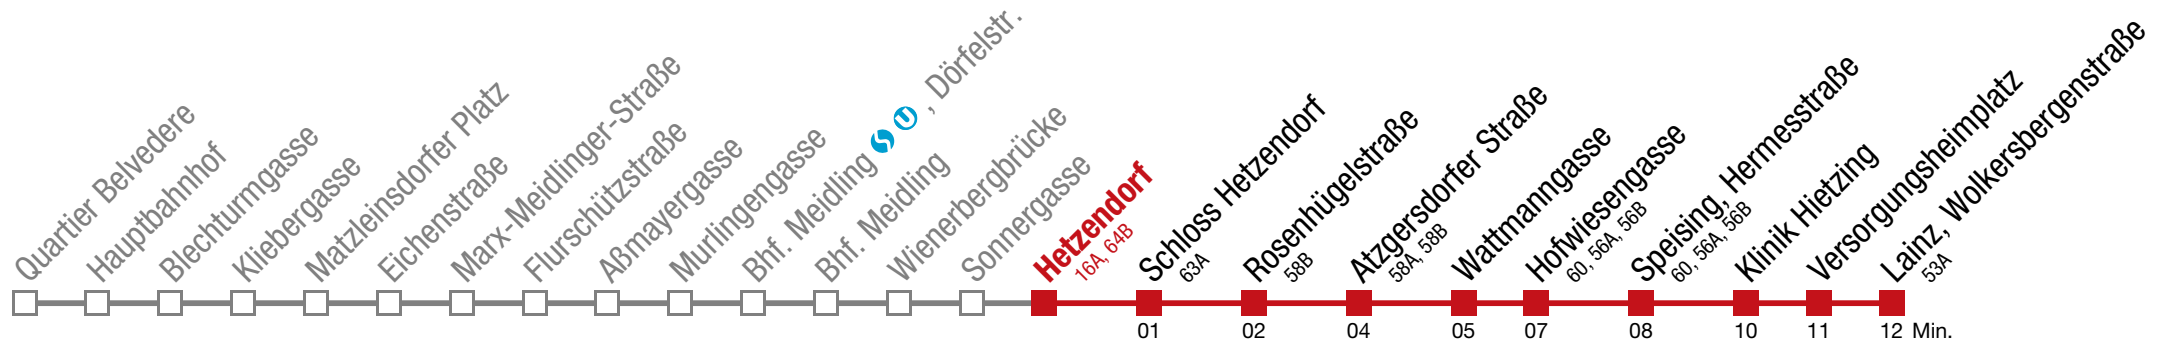 Quartier Belvedere
Hauptbahnhof
Blechturmgasse
Kliebergasse
Matzleinsdorfer Platz
Eichenstraße
Marx-Meidlinger-Straße
Flurschützstraße
Aßmayergasse
Murlingengasse
Bhf. Meidling S U , Dörfelstr.
Bhf. Meidling
Wienerbergbrücke
Sonnergasse
Hetzendorf
16A, 64B
Schloss Hetzendorf
63A
Rosenhügelstraße
58B
Atzgersdorfer Straße
58A, 58B
Wattmanngasse
Hofwiesengasse
60, 56A, 56B
Speising, Hermesstraße
60, 56A, 56B
Klinik Hietzing
Versorgungsheimplatz
Lainz, Wolkersbergenstraße
53A
01 02 04 05 07 08 10 11 12 Min.